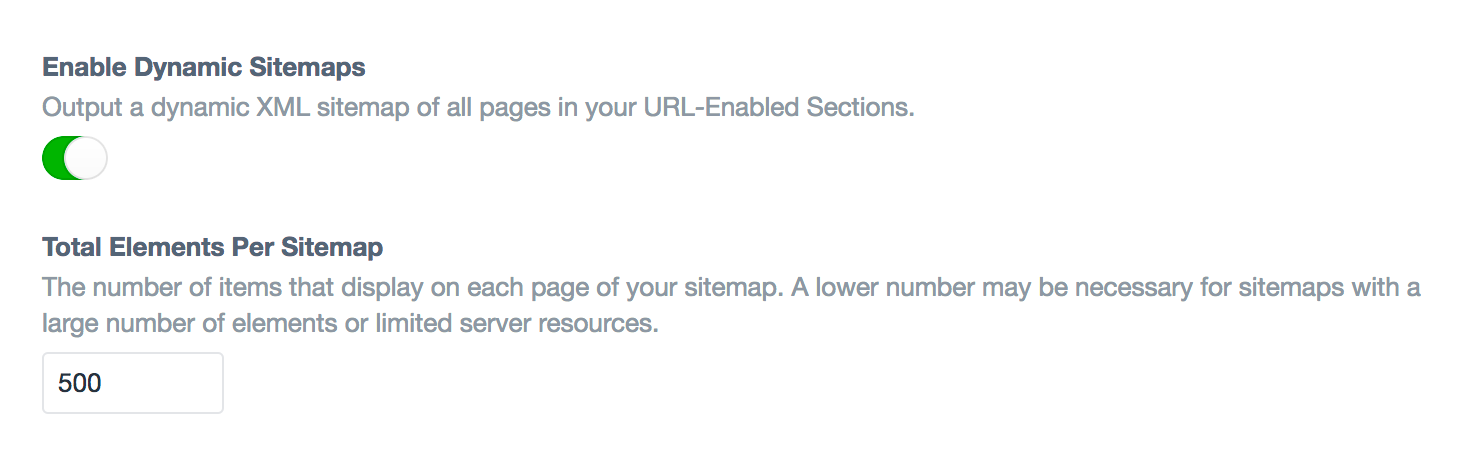 Enable Dynamic Sitemaps
Output a dynamic XML sitemap of all pages in your URL-Enabled Sections.
Total Elements Per Sitemap
The number of items that display on each page of your sitemap. A lower number may be necessary for sitemaps with a
large number of elements or limited server resources.
500